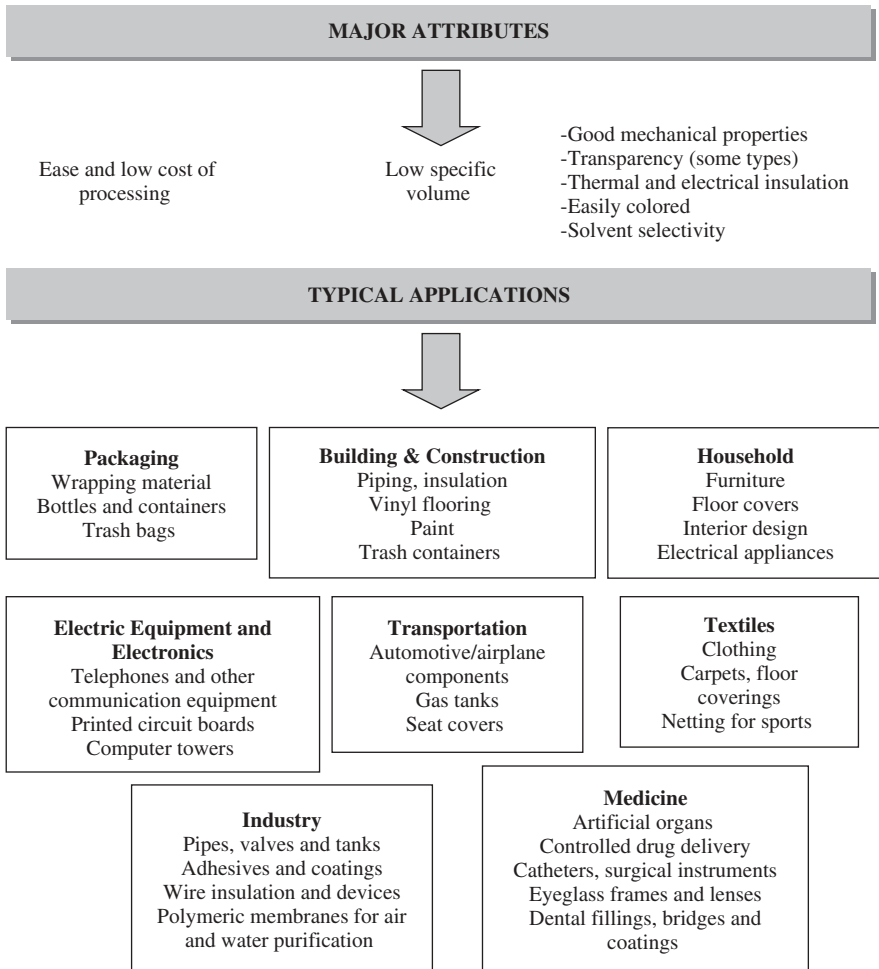 MAJOR ATTRIBUTES
Ease and low cost of
processing
Low specific
volume
-Good mechanical properties
-Transparency (some types)
-Thermal and electrical insulation
-Easily colored
-Solvent selectivity
TYPICAL APPLICATIONS
Packaging
Wrapping material
Bottles and containers
Trash bags
Building & Construction
Piping, insulation
Vinyl flooring
Paint
Trash containers
Household
Furniture
Floor covers
Interior design
Electrical appliances
Electric Equipment and
Electronics
Telephones and other
communication equipment
Printed circuit boards
Computer towers
Transportation
Automotive/airplane
components
Gas tanks
Seat covers
Textiles
Clothing
Carpets, floor
coverings
Netting for sports
Industry
Pipes, valves and tanks
Adhesives and coatings
Wire insulation and devices
Polymeric membranes for air
and water purification
Medicine
Artificial organs
Controlled drug delivery
Catheters, surgical instruments
Eyeglass frames and lenses
Dental fillings, bridges and
coatings